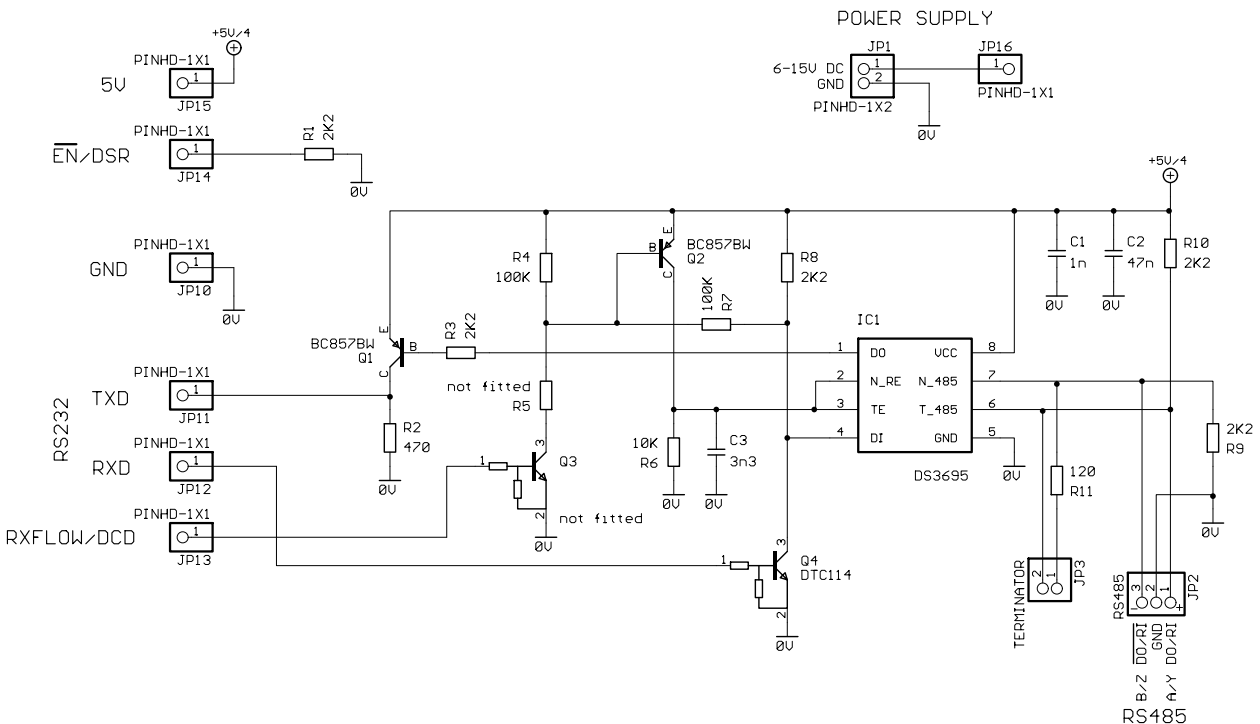 POWER SUPPLY
+5V/4
PINHD-1X1
5V
1
JP15
JP1
6-15V DC
1
GND
2
PINHD-1X2
0V
JP16
1
PINHD-1X1
PINHD-1X1
EN/DSR
1
JP14
R1
2K2
0V
+5V/4
PINHD-1X1
GND
1
JP10
0V
R4
100K
E
B
C
BC857BW
Q2
R8
2K2
100K
R7
C1
1n
0V
C2
47n
0V
R10
2K2
E
BC857BW
Q1
B
C
R3
2K2
IC1
1
DO
VCC
8
2
N_RE
N_485
7
3
TE
T_485
6
4
DI
GND
5
DS3695
0V
RS232
PINHD-1X1
TXD
1
JP11
R2
470
0V
not fitted
R5
10K
R6
0V
C3
3n3
0V
2K2
R9
0V
120
R11
PINHD-1X1
RXD
1
JP12
1
3
Q3
2
not fitted
0V
PINHD-1X1
RXFLOW/DCD
1
JP13
1
3
Q4
DTC114
2
0V
TERMINATOR
2
1
JP3
RS485
3
2
1
-
+
JP2
B/Z DO/RI
GND
A/Y DO/RI
RS485